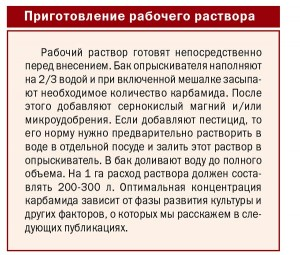 Приготовление рабочего раствора
Рабочий раствор готовят непосредственно
перед внесением. Бак опрыскивателя наполняют
на 2/3 водой и при включенной мешалке засыпа-
ют необходимое количество карбамида. После
этого добавляют сернокислый магний и/или
микроудобрения. Если добавляют пестицид, то
его норму нужно предварительно растворить в
воде в отдельной посуде и залить этот раствор в
опрыскиватель. В бак доливают воду до полного
объема. На 1 га расход раствора должен соста-
влять 200-300 л. Оптимальная концентрация
карбамида зависит от фазы развития культуры и
других факторов, о которых мы расскажем в сле-
дующих публикациях.